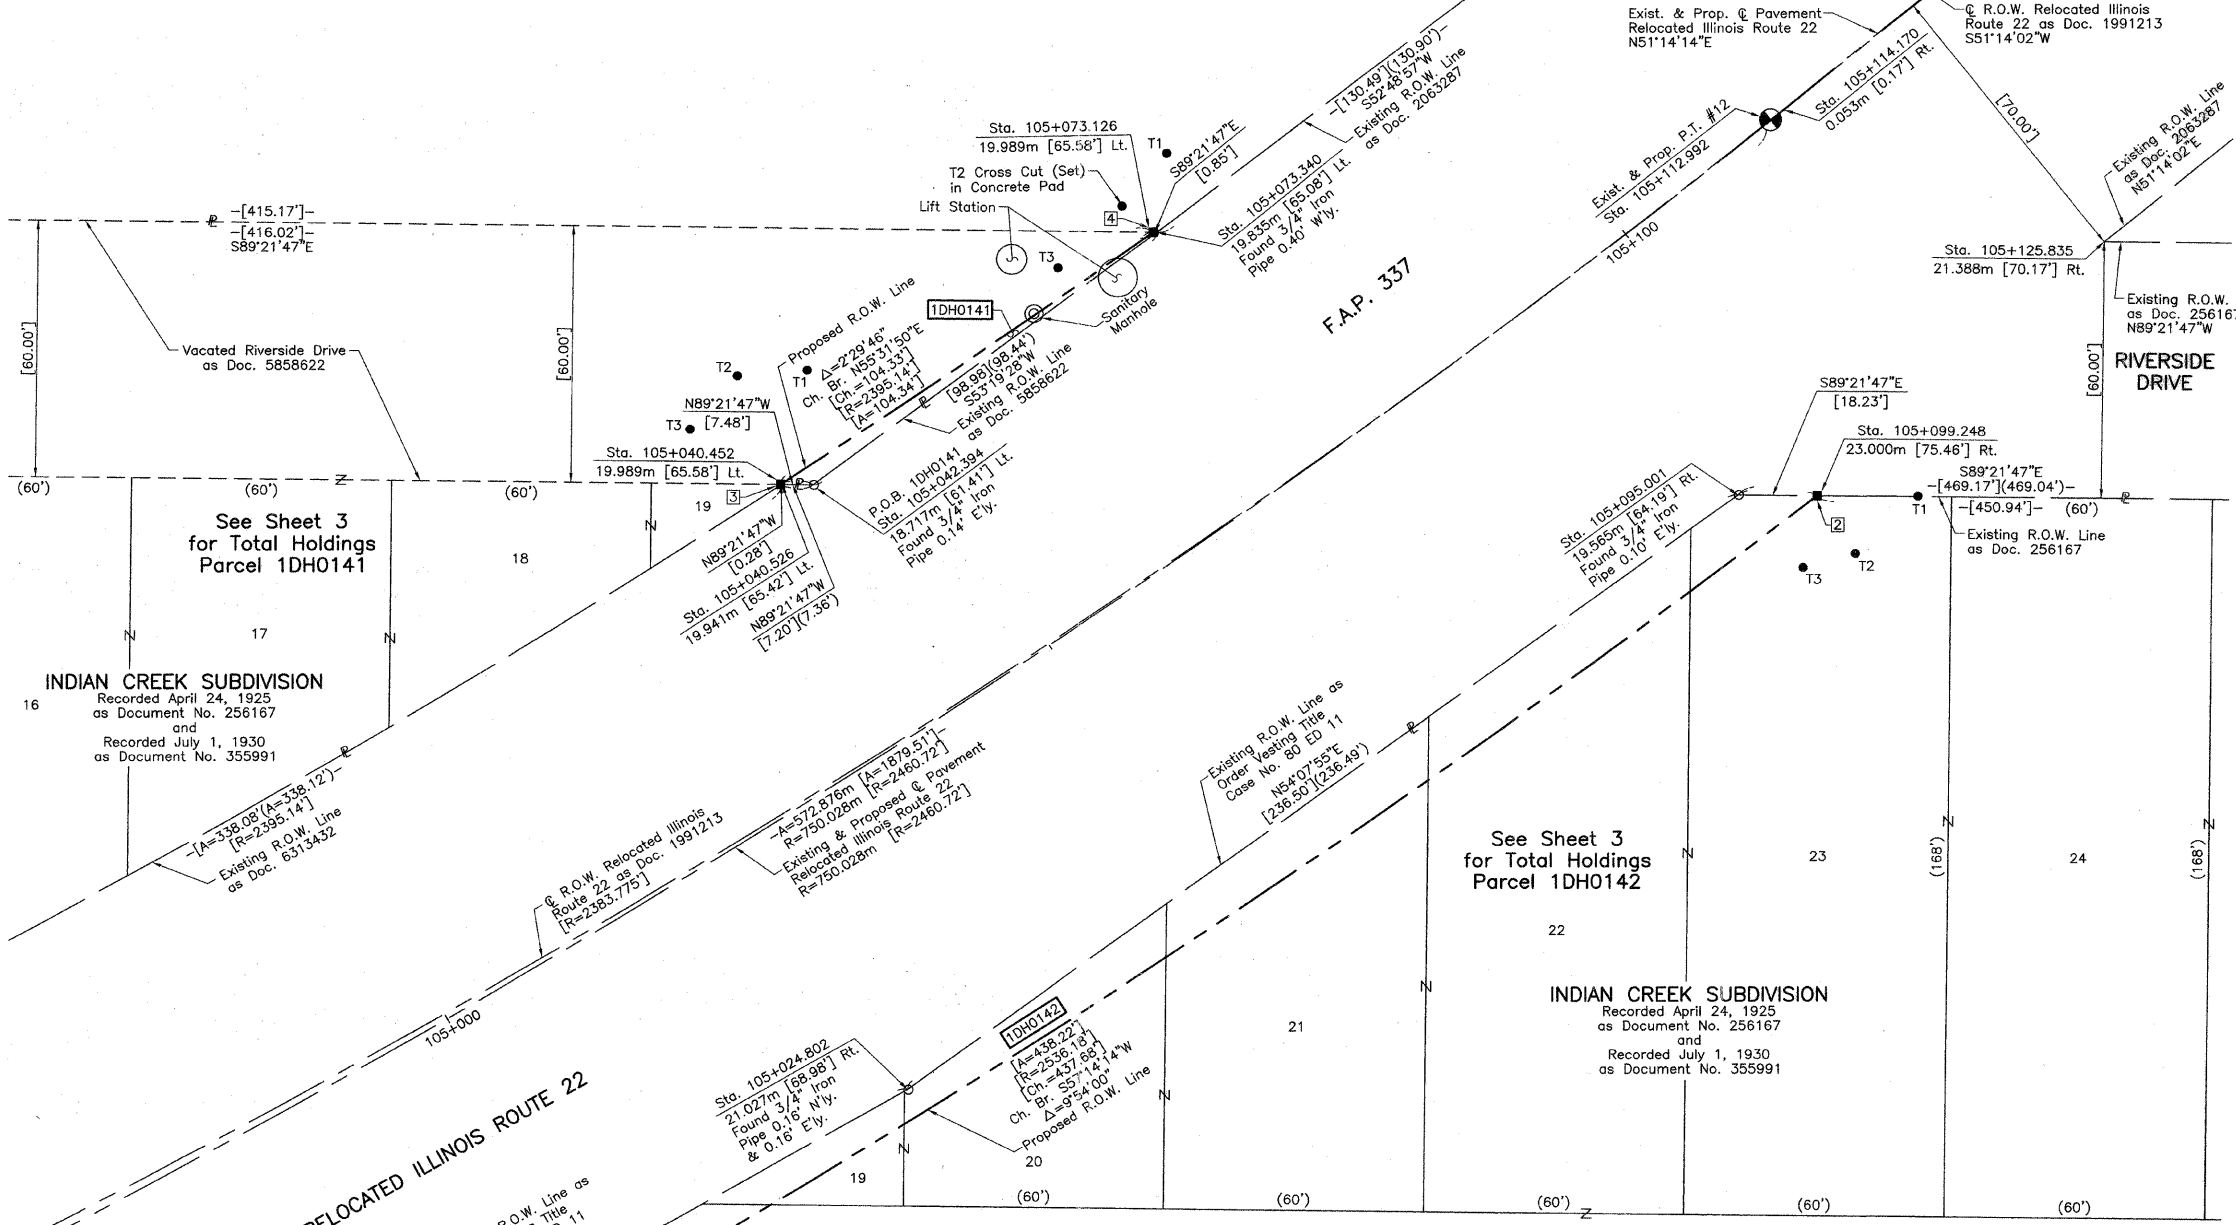 Exist. & Prop. ℄ Pavement
Relocated Illinois Route 22
N51°14'14"E
℄ R.O.W. Relocated Illinois
Route 22 as Doc. 1991213
S51°14'02"W
Sta. 105+114.170
0.053m [0.17'] Rt.
Exist. & Prop. P.T. #12
Sta. 105+112.992
105+100
[70.00']
Existing R.O.W. Line
as Doc. 2063287
N51°14'02"E
Sta. 105+125.835
21.388m [70.17'] Rt.
Existing R.O.W.
as Doc. 25616
N89°21'47"W
[60.00']
RIVERSIDE
DRIVE
-[130.49'](130.90')-
S52°48'57"W
Existing R.O.W. Line
as Doc. 2063287
Sta. 105+073.126
19.989m [65.58'] Lt.
T1
S89°21'47"E
[0.85']
T2 Cross Cut (Set)
in Concrete Pad
Lift Station
4
Sta. 105+073.340
19.835m [65.08'] Lt.
Found 3/4" Iron
Pipe 0.40' W'ly.
T3
-[415.17']-
-[416.02']-
S89°21'47"E
[60.00']
[60.00']
Vacated Riverside Drive
as Doc. 5858622
1DH0141
Sanitary
Manhole
Proposed R.O.W. Line
Δ=2°29'46"
Ch. Br. N55°31'50"E
[Ch.=104.33']
[R=2395.14']
[A=104.34']
[98.98](98.44')
S53°19'28"W
Existing R.O.W. Line
as Doc. 5858622
F.A.P. 337
T2
T1
N89°21'47"W
[7.48']
T3
Sta. 105+040.452
19.989m [65.58'] Lt.
3
P.O.B. 1DH0141
Sta. 105+042.394
18.717m [61.41'] Lt.
Found 3/4" Iron
Pipe 0.14' E'ly.
N89°21'47"W
[0.28']
Sta. 105+040.526
19.941m [65.42'] Lt.
N89°21'47"W
[7.20'](7.36')
(60')
(60')
(60')
19
See Sheet 3
for Total Holdings
Parcel 1DH0141
18
17
16
INDIAN CREEK SUBDIVISION
Recorded April 24, 1925
as Document No. 256167
and
Recorded July 1, 1930
as Document No. 355991
-[A=338.08'(A=338.12')-
[R=2395.14']
Existing R.O.W. Line
as Doc. 6313432
S89°21'47"E
[18.23']
Sta. 105+099.248
23.000m [75.46'] Rt.
S89°21'47"E
-[469.17'](469.04')-
-[450.94']-
(60')
T1
2
T2
T3
Existing R.O.W. Line
as Doc. 256167
Sta. 105+095.001
19.565m [64.19'] Rt.
Found 3/4" Iron
Pipe 0.10' E'ly.
-A=572.876m [A=1879.51']-
R=750.028m [R=2460.72']
Existing & Proposed ℄ Pavement
Relocated Illinois Route 22
R=750.028m [R=2460.72']
℄ R.O.W. Relocated Illinois
Route 22 as Doc. 1991213
[R=2383.775']
Existing R.O.W. Line as
Order Vesting Title
Case No. 80 ED 11
N54°07'55"E
[236.50'](236.49')
See Sheet 3
for Total Holdings
Parcel 1DH0142
23
24
(168')
(168')
22
21
INDIAN CREEK SUBDIVISION
Recorded April 24, 1925
as Document No. 256167
and
Recorded July 1, 1930
as Document No. 355991
105+000
Sta. 105+024.802
21.027m [68.98'] Rt.
Found 3/4" Iron
Pipe 0.16' N'ly.
& 0.16' E'ly.
1DH0142
[A=438.22']
[R=2536.18']
[Ch.=437.68']
Ch. Br. S57°14'14"W
Δ=9°54'00"
Proposed R.O.W. Line
20
19
(60')
(60')
(60')
(60')
(60')
RELOCATED ILLINOIS ROUTE 22
R.O.W. Line as
Title
11